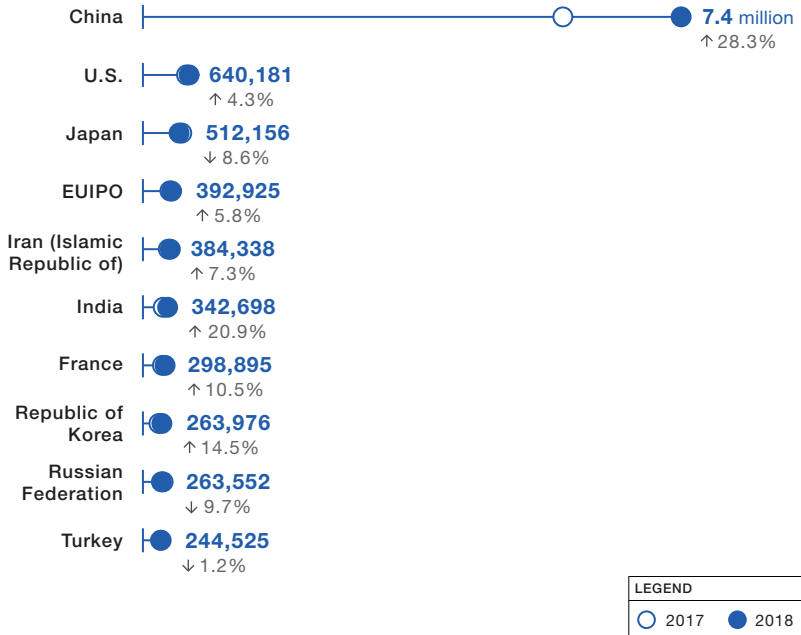 China
7.4 million
↑ 28.3%
U.S.
640,181
↑ 4.3%
Japan
512,156
↓ 8.6%
EUIPO
392,925
↑ 5.8%
Iran (Islamic
Republic of)
384,338
↑ 7.3%
India
342,698
↑ 20.9%
France
298,895
↑ 10.5%
Republic of
Korea
263,976
↑ 14.5%
Russian
Federation
263,552
↓ 9.7%
Turkey
244,525
↓ 1.2%
LEGEND
2017 2018